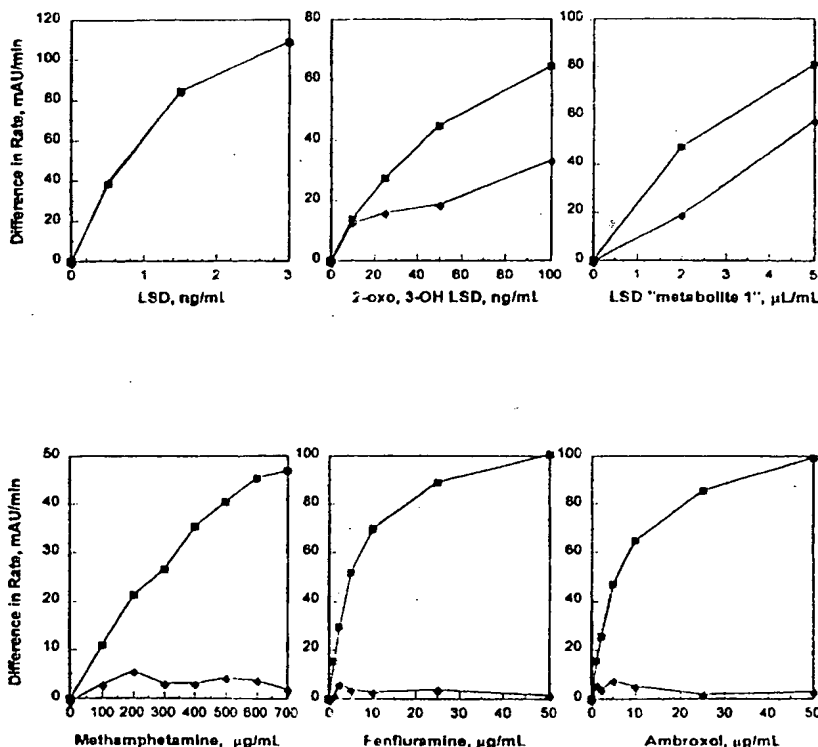 Difference in Rate, mAU/min
120
100
80
60
40
20
0
0 1 2 3
LSD, ng/mL
80
60
40
20
0
0 20 40 60 80 100
2-oxo, 3-OH LSD, ng/mL
100
80
60
40
20
0
0 1 2 3 4 5
LSD "metabolite 1", µL/mL
Difference in Rate, mAU/min
50
40
30
20
10
0
0 100 200 300 400 500 600 700
Methamphetamine, µg/mL
100
80
60
40
20
0
0 10 20 30 40 50
Fenfluramine, µg/mL
100
80
60
40
20
0
0 10 20 30 40 50
Ambroxol, µg/mL